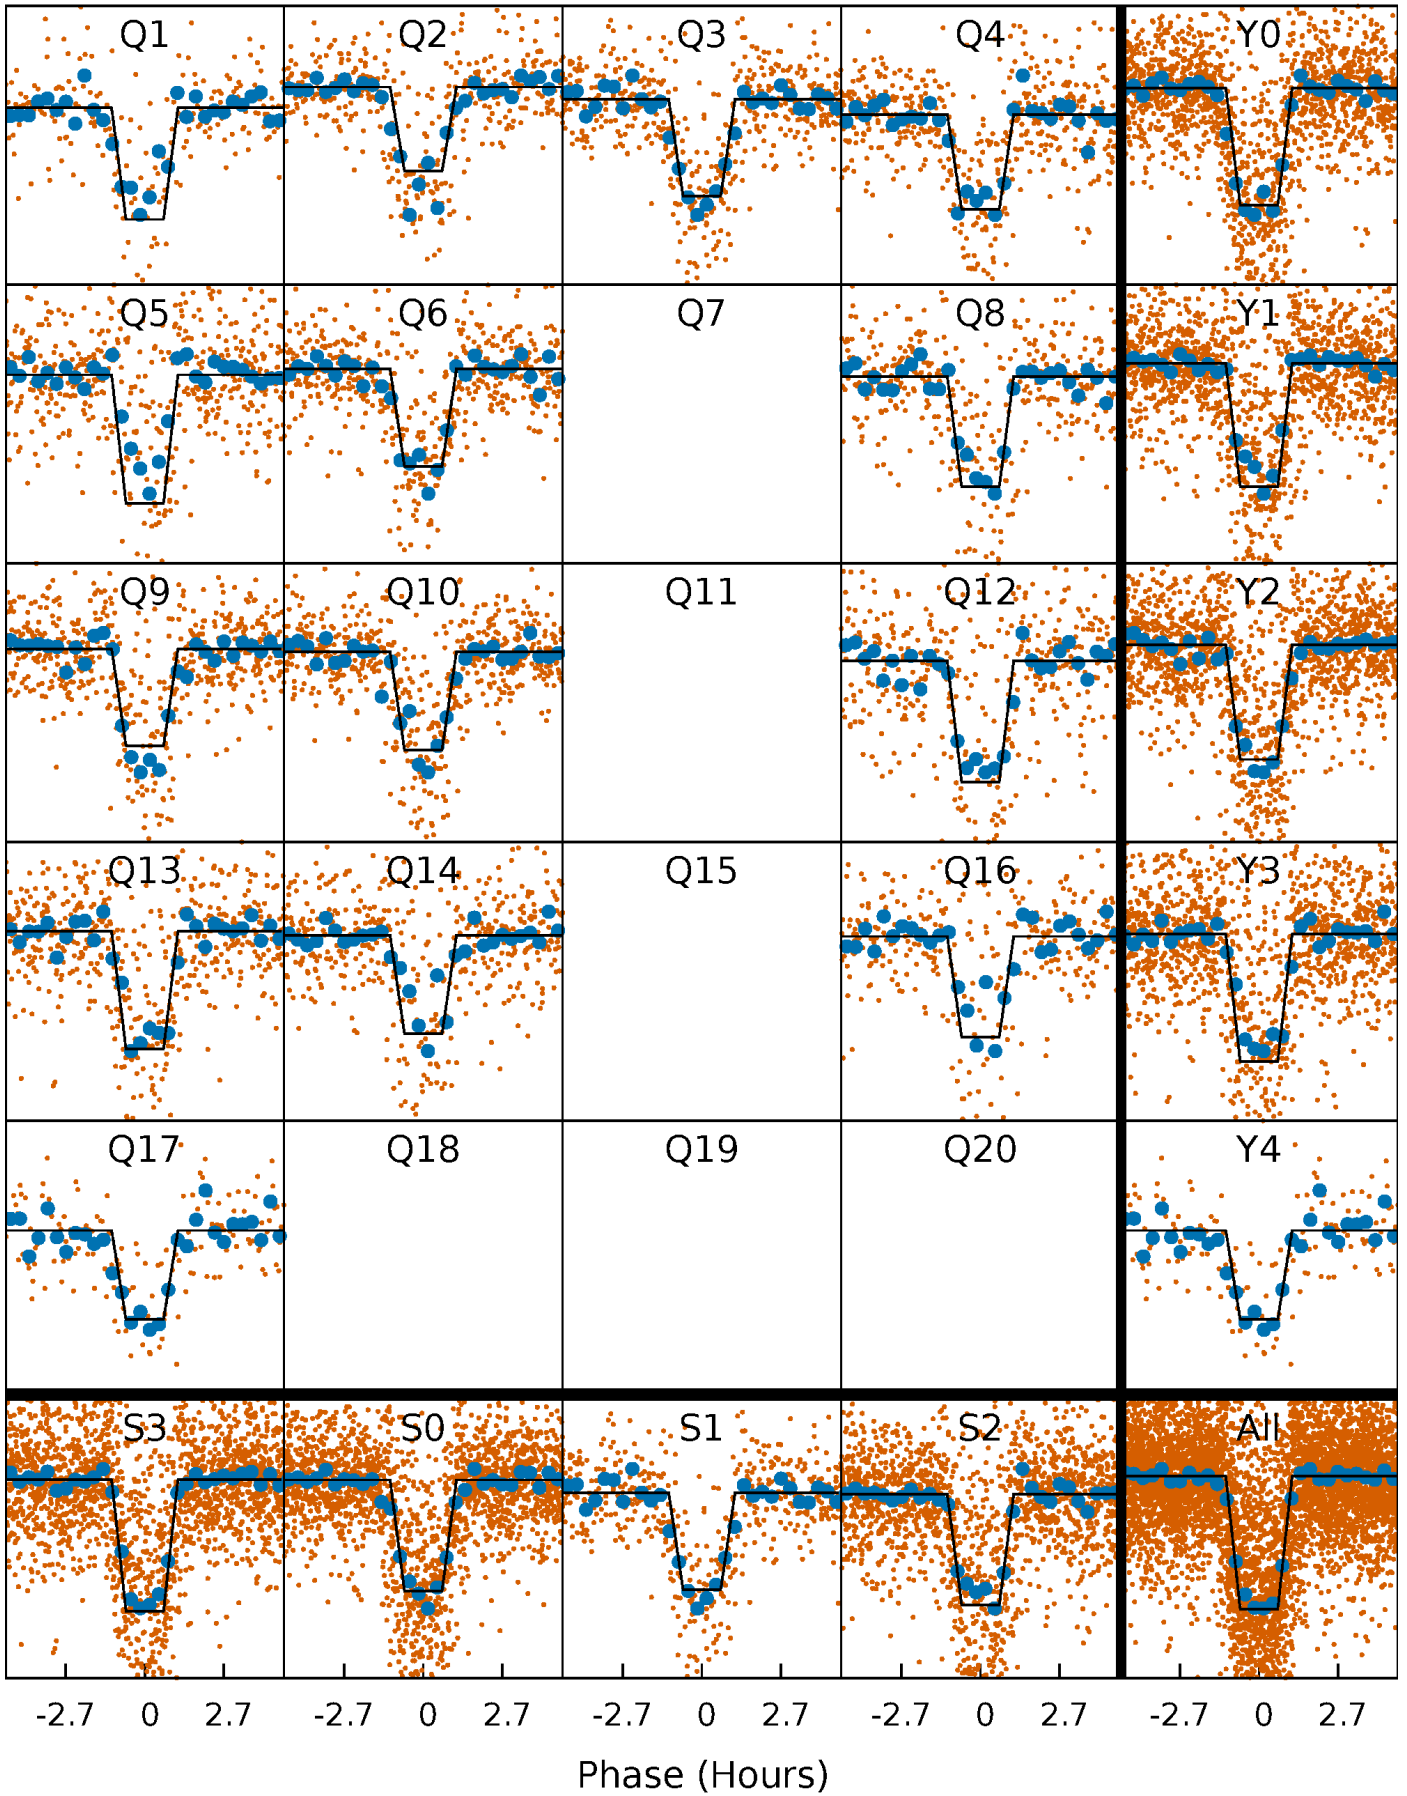 Q1 Q2 Q3 Q4 Y0
Q5 Q6 Q7 Q8 Y1
Q9 Q10 Q11 Q12 Y2
Q13 Q14 Q15 Q16 Y3
Q17 Q18 Q19 Q20 Y4
S3 S0 S1 S2 All
-2.7 0 2.7 -2.7 0 2.7 -2.7 0 2.7 -2.7 0 2.7 -2.7 0 2.7
Phase (Hours)